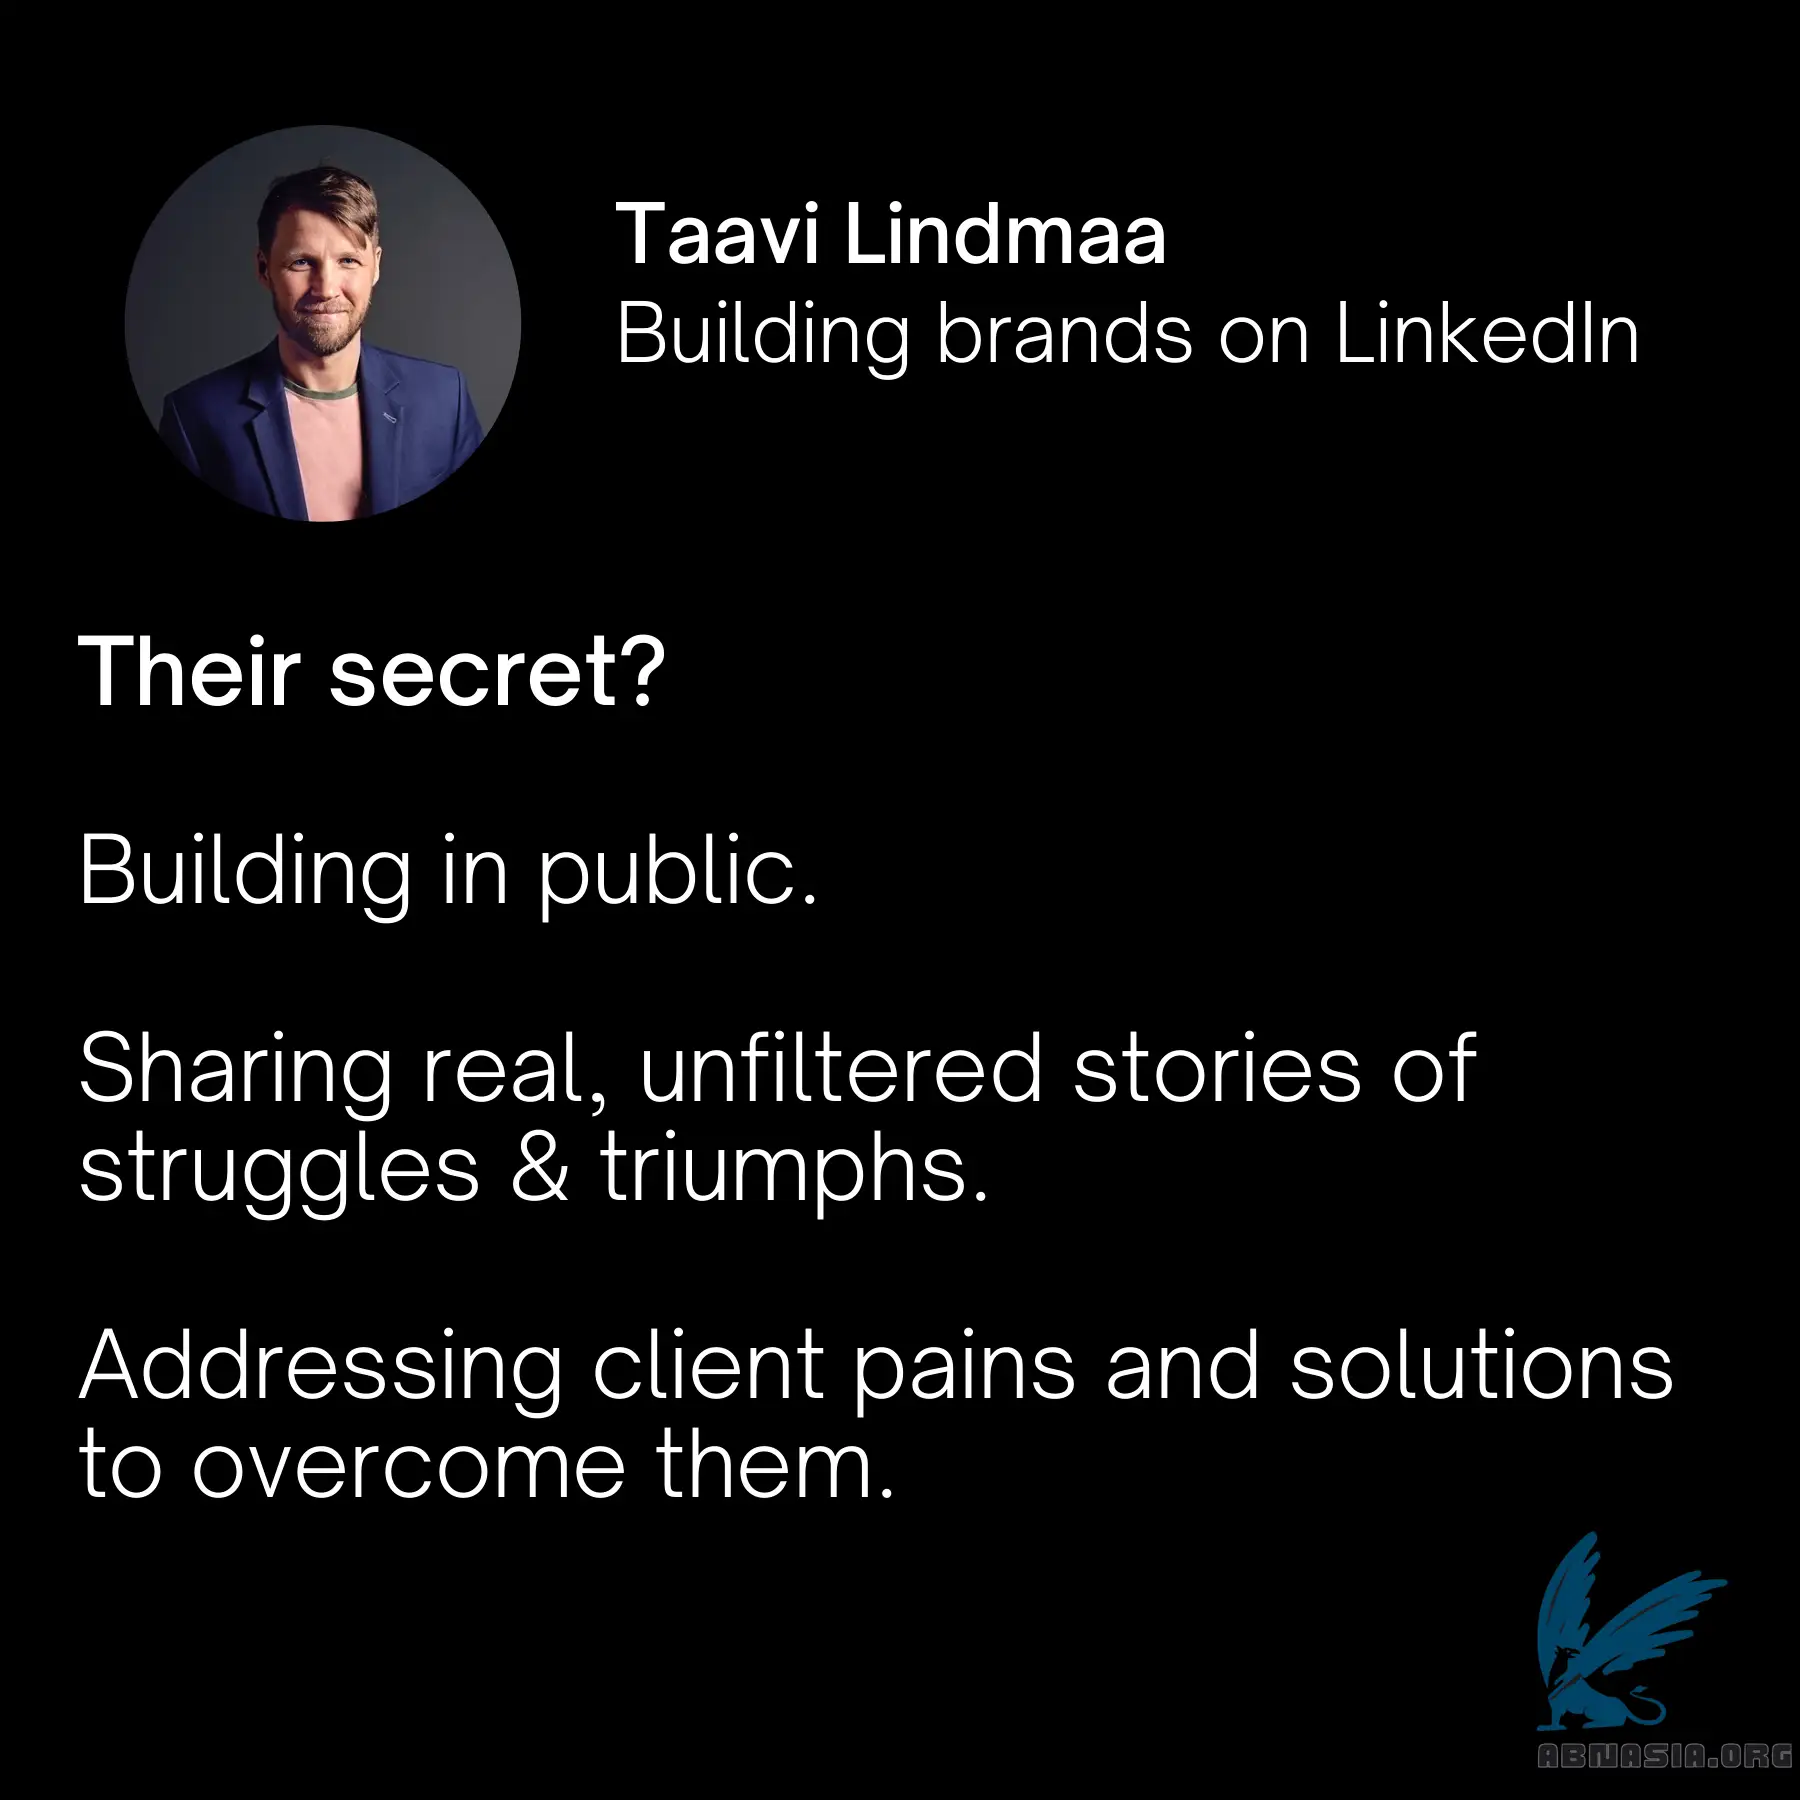 Taavi Lindmaa
Building brands on LinkedIn
Their secret?
Building in public.
Sharing real, unfiltered stories of
struggles & triumphs.
Addressing client pains and solutions
to overcome them.
ABNASIA.ORG